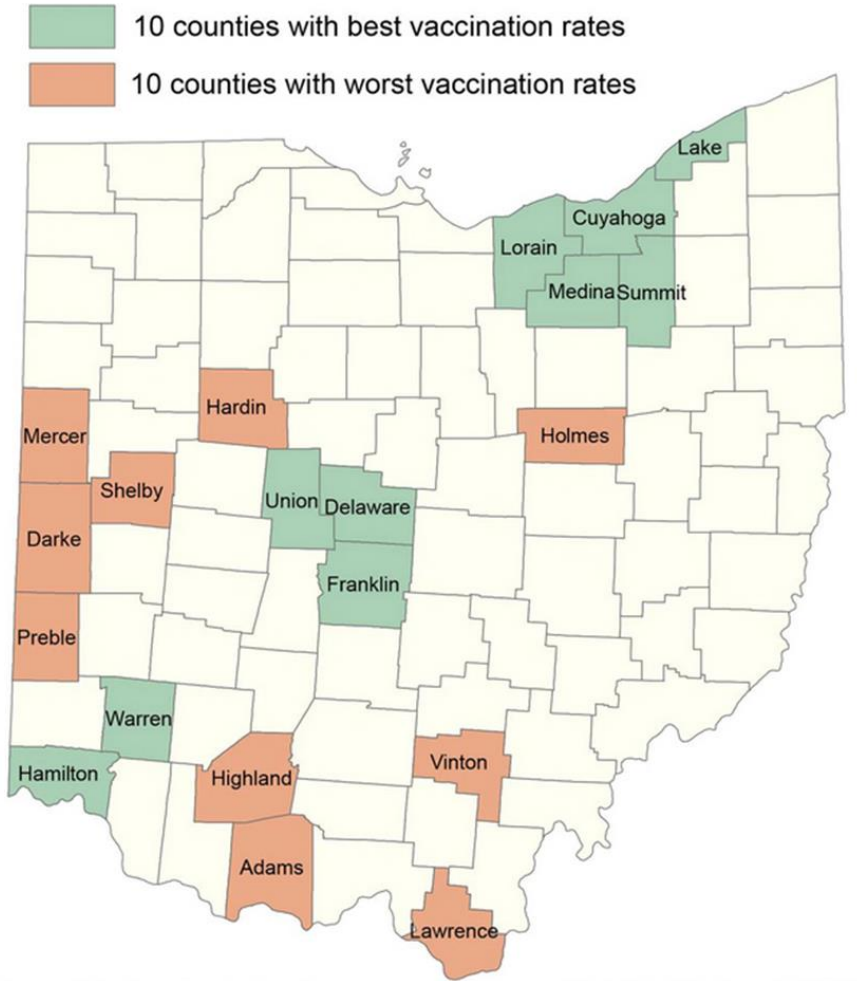 10 counties with best vaccination rates
10 counties with worst vaccination rates
Lake
Cuyahoga
Lorain
Medina
Summit
Hardin
Mercer
Holmes
Shelby
Union
Delaware
Darke
Franklin
Preble
Warren
Vinton
Hamilton
Highland
Adams
Lawrence